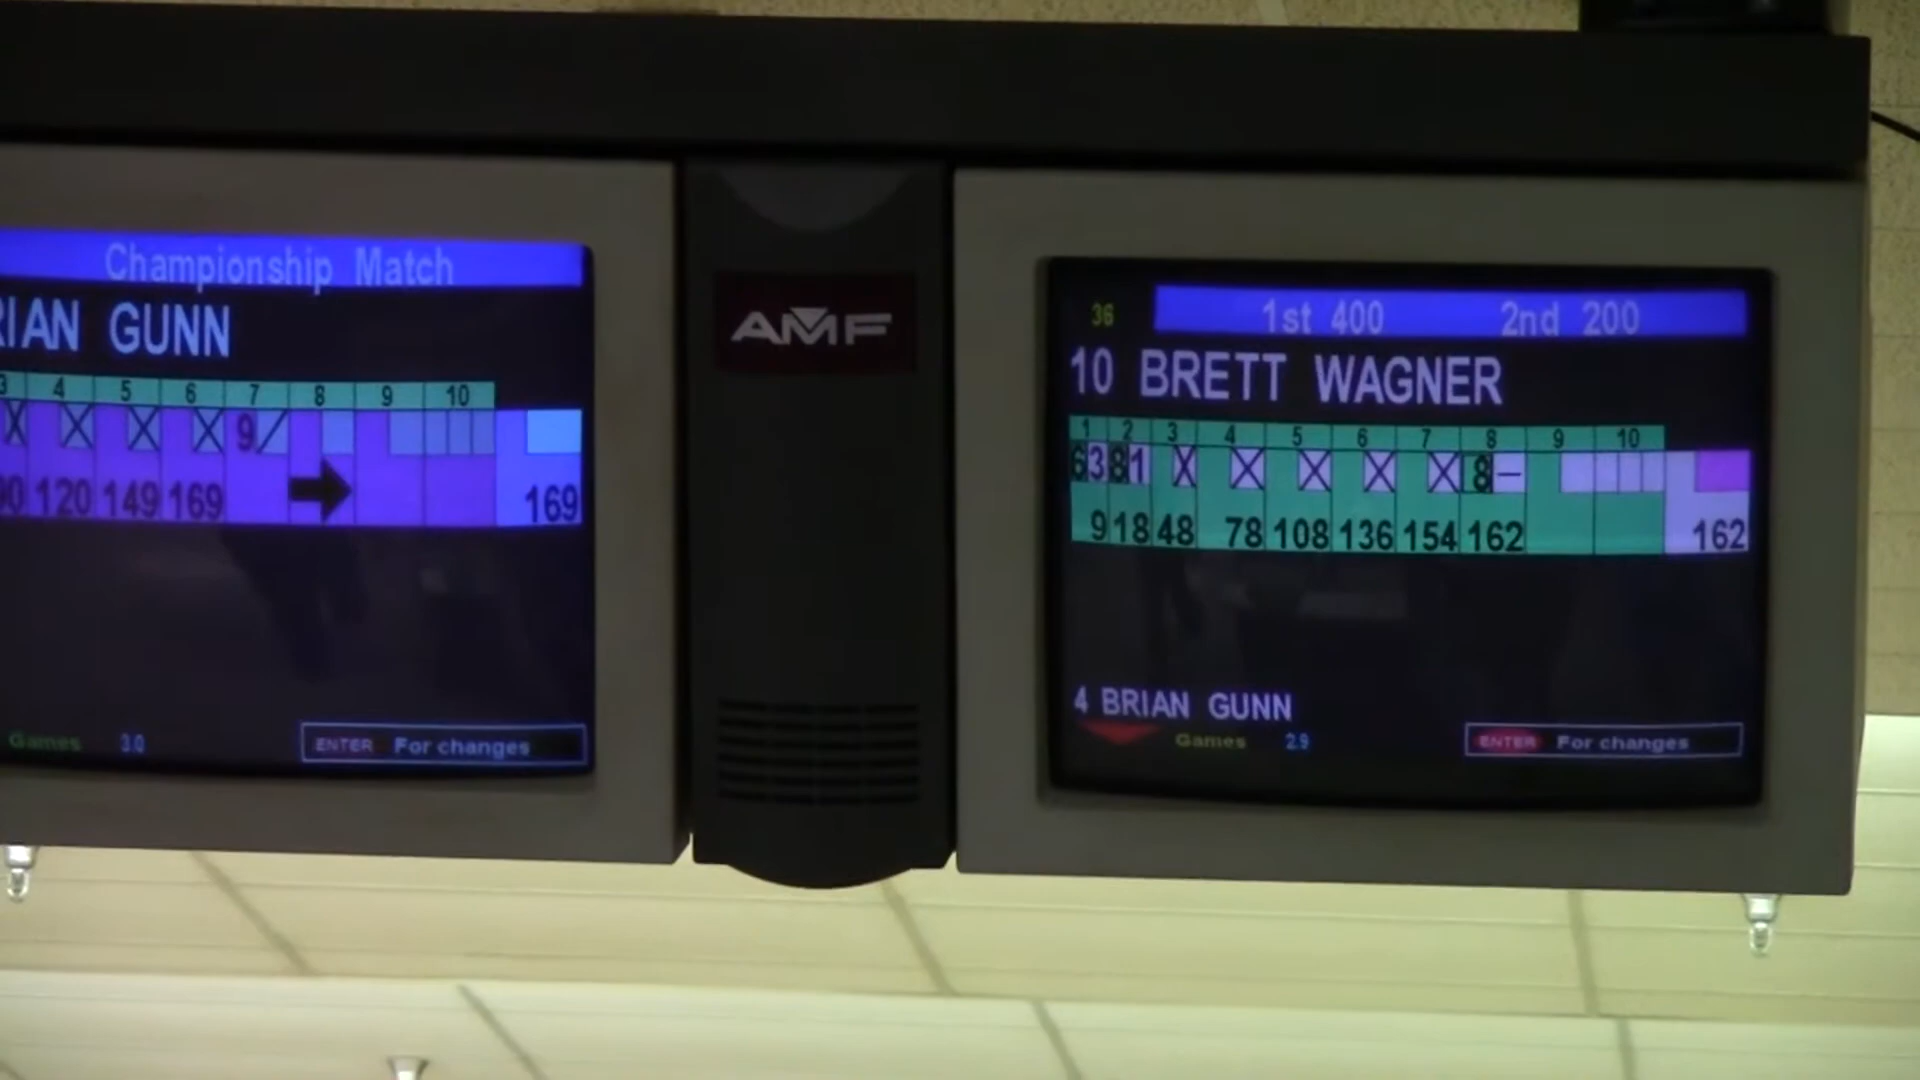 Championship Match
RIAN GUNN
3 4 5 6 7 8 9 10
X X X X 9 /
90 120 149 169 169
Games 3.0 ENTER For changes
AMF
36 1st 400 2nd 200
10 BRETT WAGNER
1 2 3 4 5 6 7 8 9 10
6 3 8 1 X X X X X 8 –
9 18 48 78 108 136 154 162 162
4 BRIAN GUNN
Games 2.9 ENTER For changes